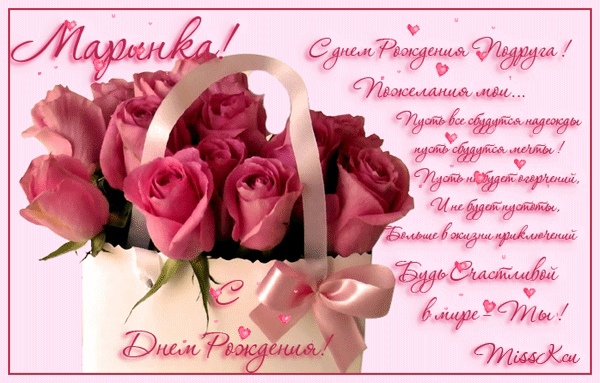 Маринка!
С днем Рождения Подруга!
Пожелания мои...
Пусть все сбудутся надежды
пусть сбудутся мечты!
Пусть не будет огорчений,
И не будет пустоты,
Больше в жизни приключений
Будь Счастливой
в мире - Ты!
С
Днем Рождения!
MissКси